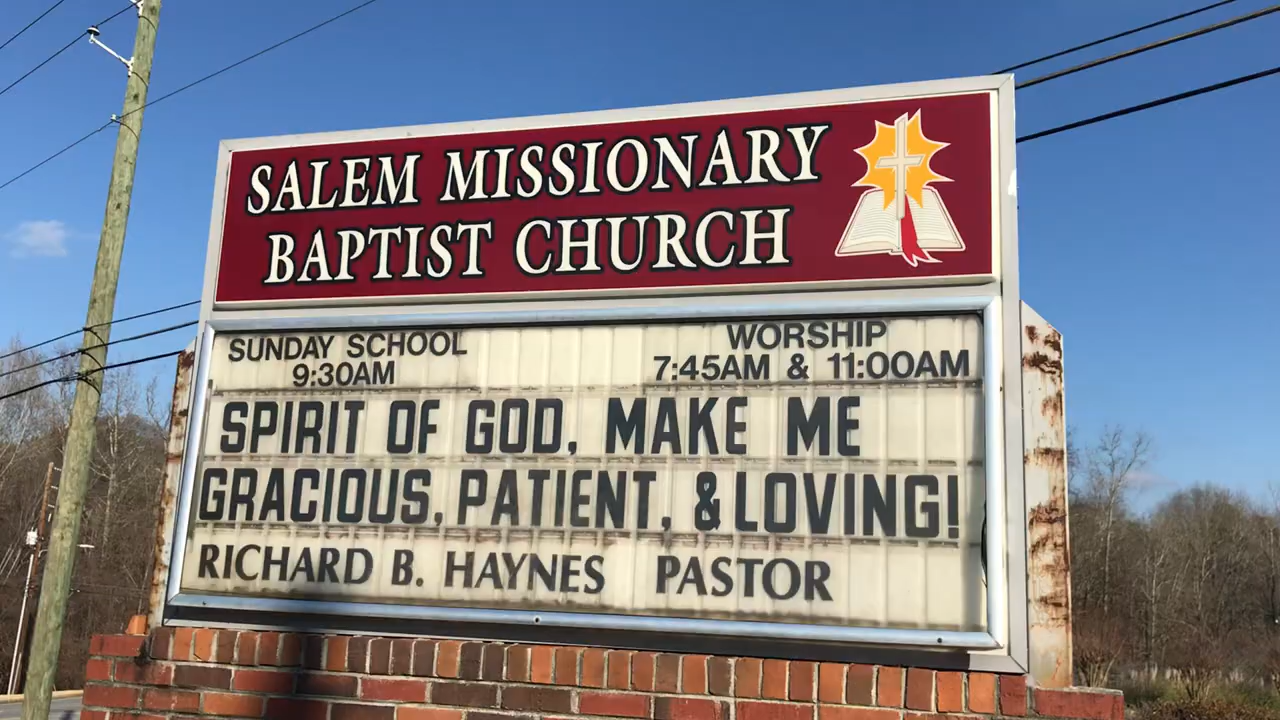 SALEM MISSIONARY
BAPTIST CHURCH
SUNDAY SCHOOL
9:30AM
WORSHIP
7:45AM & 11:00AM
SPIRIT OF GOD, MAKE ME
GRACIOUS, PATIENT, & LOVING!
RICHARD B. HAYNES PASTOR